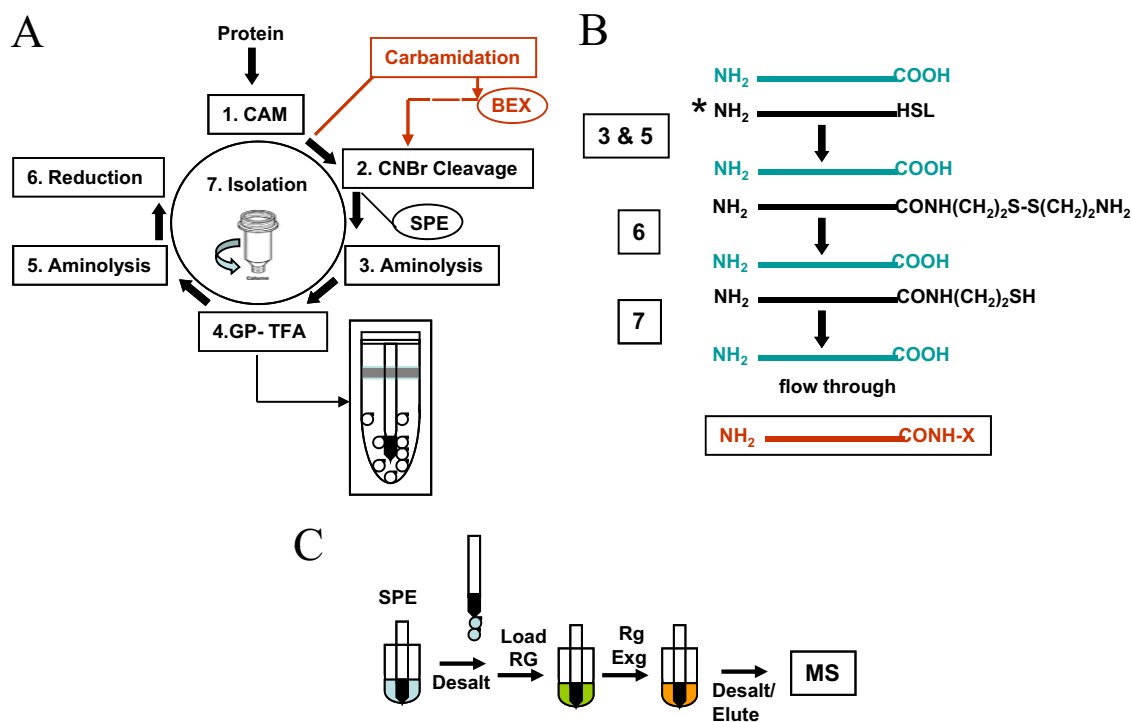 A
Protein
Carbamidation
BEX
1. CAM
2. CNBr Cleavage
SPE
3. Aminolysis
4.GP- TFA
5. Aminolysis
6. Reduction
7. Isolation
B
NH2 COOH
* NH2 HSL
3 & 5
NH2 COOH
NH2 CONH(CH2)2S-S(CH2)2NH2
6
NH2 COOH
NH2 CONH(CH2)2SH
7
NH2 COOH
flow through
NH2 CONH-X
C
SPE
Desalt
Load
RG
Rg
Exg
Desalt/
Elute
MS